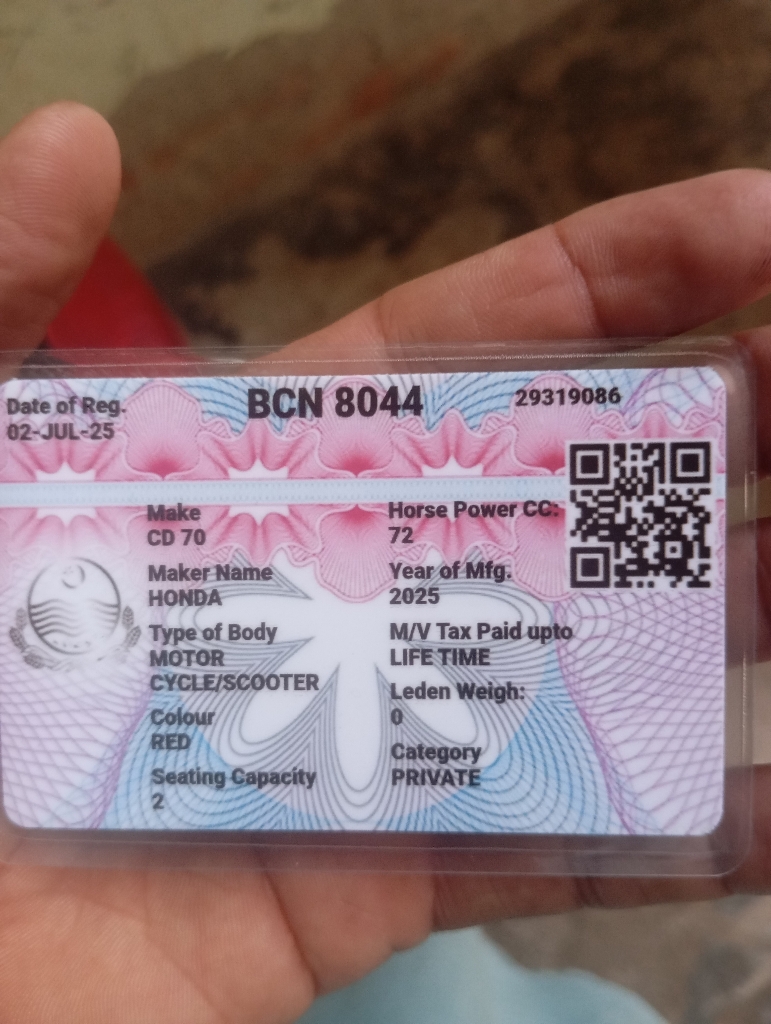 Date of Reg.
02-JUL-25
BCN 8044
29319086
Make
CD 70
Maker Name
HONDA
Type of Body
MOTOR
CYCLE/SCOOTER
Colour
RED
Seating Capacity
2
Horse Power CC:
72
Year of Mfg.
2025
M/V Tax Paid upto
LIFE TIME
Leden Weigh:
0
Category
PRIVATE